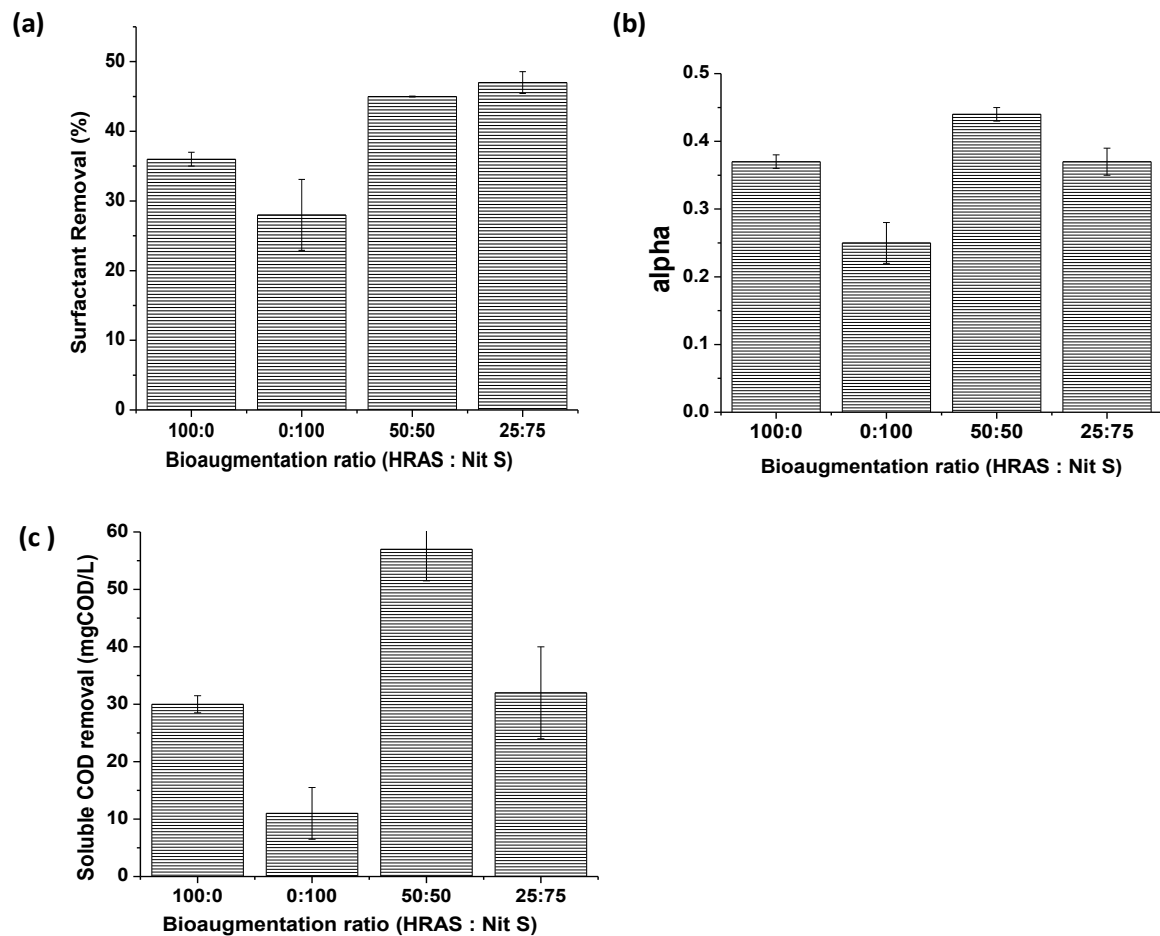 (a)
Surfactant Removal (%)
50
40
30
20
10
0
100:0 0:100 50:50 25:75
Bioaugmentation ratio (HRAS : Nit S)
(b)
alpha
0.5
0.4
0.3
0.2
0.1
0.0
100:0 0:100 50:50 25:75
Bioaugmentation ratio (HRAS : Nit S)
(c )
Soluble COD removal (mgCOD/L)
60
50
40
30
20
10
0
100:0 0:100 50:50 25:75
Bioaugmentation ratio (HRAS : Nit S)